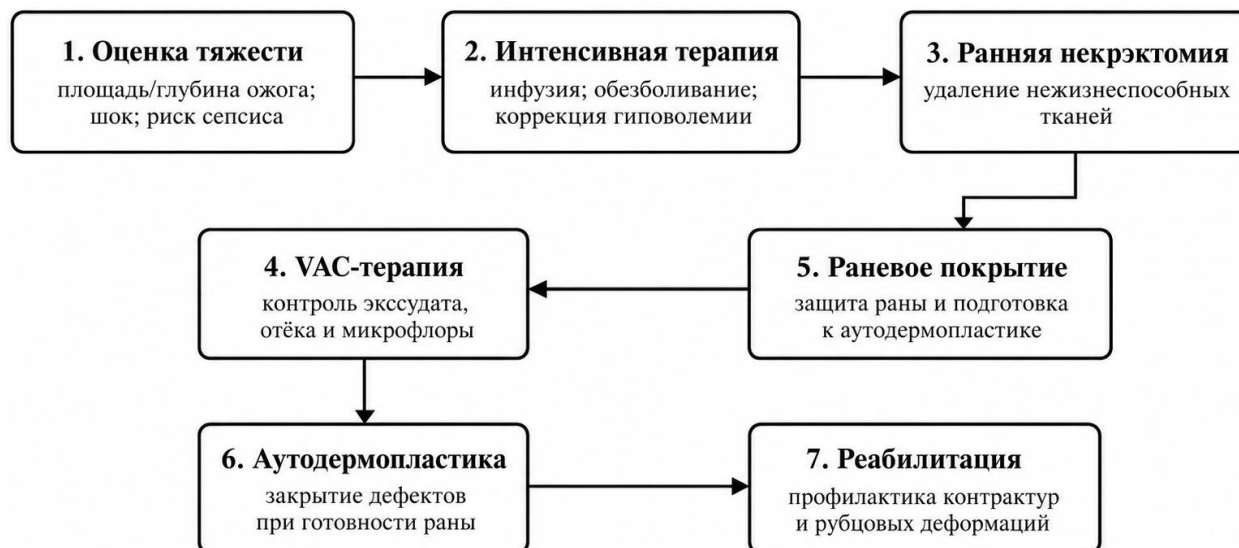 1. Оценка тяжести
площадь/глубина ожога;
шок; риск сепсиса
2. Интенсивная терапия
инфузия; обезболивание;
коррекция гиповолемии
3. Ранняя некрэктомия
удаление нежизнеспособных
тканей
4. VAC-терапия
контроль экссудата,
отёка и микрофлоры
5. Раневое покрытие
защита раны и подготовка
к аутодермопластике
6. Аутодермопластика
закрытие дефектов
при готовности раны
7. Реабилитация
профилактика контрактур
и рубцовых деформаций